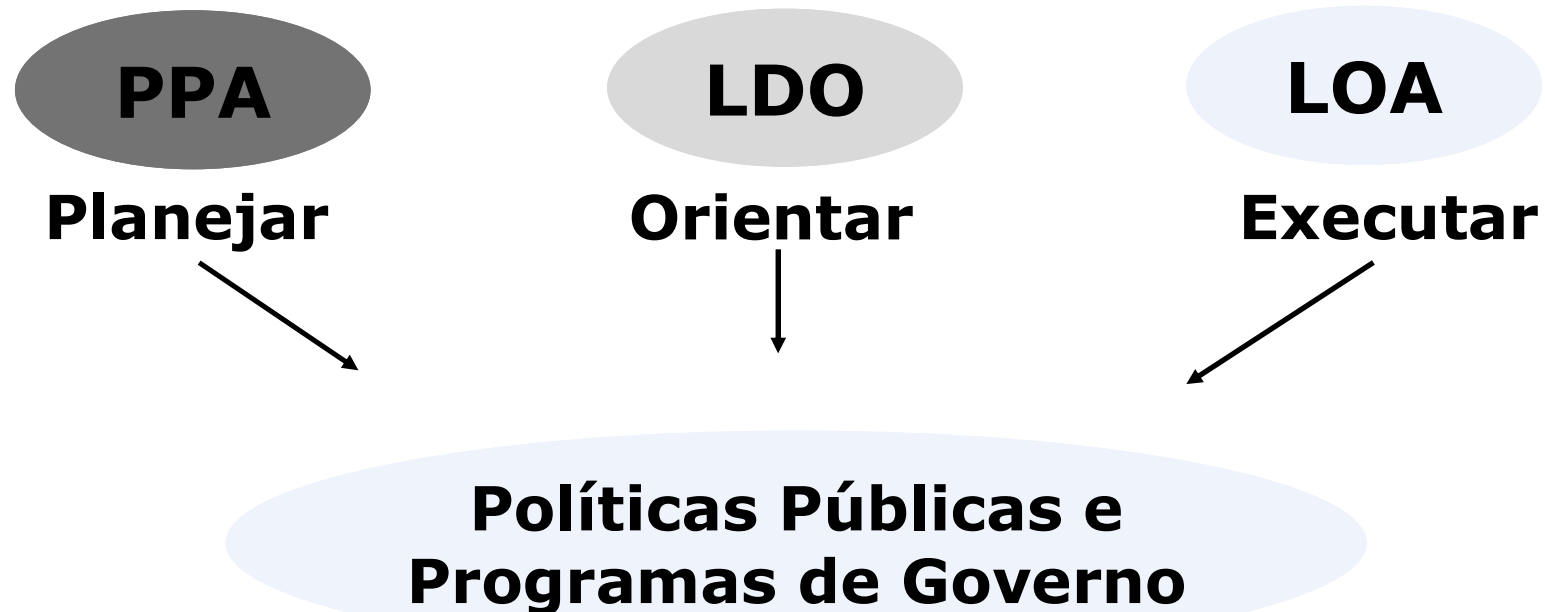 PPA
LDO
LOA
Planejar
Orientar
Executar
Políticas Públicas e
Programas de Governo